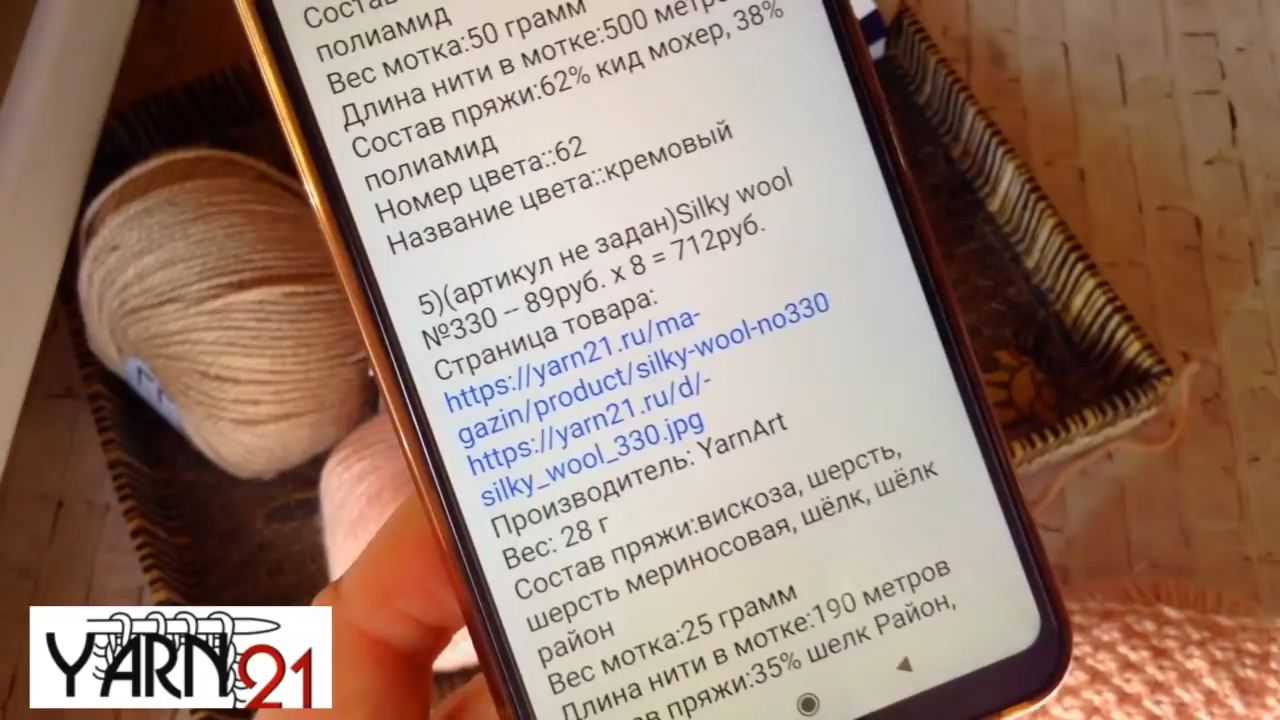 Состав
полиамид
Вес мотка:50 грамм
Длина нити в мотке:500 метро
Состав пряжи:62% кид мохер, 38%
полиамид
Номер цвета::62
Название цвета::кремовый
5)(артикул не задан)Silky wool
№330 – 89руб. x 8 = 712руб.
Страница товара:
https://yarn21.ru/ma-
gazin/product/silky-wool-no330
https://yarn21.ru/d/-
silky_wool_330.jpg
Производитель: YarnArt
Вес: 28 г
Состав пряжи:вискоза, шерсть,
шерсть мериносовая, шёлк, шёлк
район
Вес мотка:25 грамм
Длина нити в мотке:190 метров
в пряжи:35% шелк Район,
YARN21